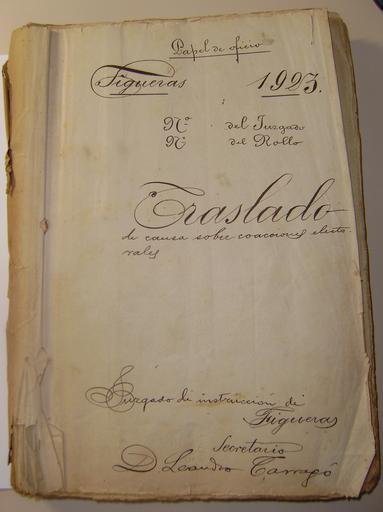 Papel de oficio
Figueras 1923.
Nº del Juzgado
Nº del Rollo
Traslado
de causa sobre coacciones electo-
rales
Juzgado de instrucción de
Figueras
Secretario
D. Leandro Tarragó